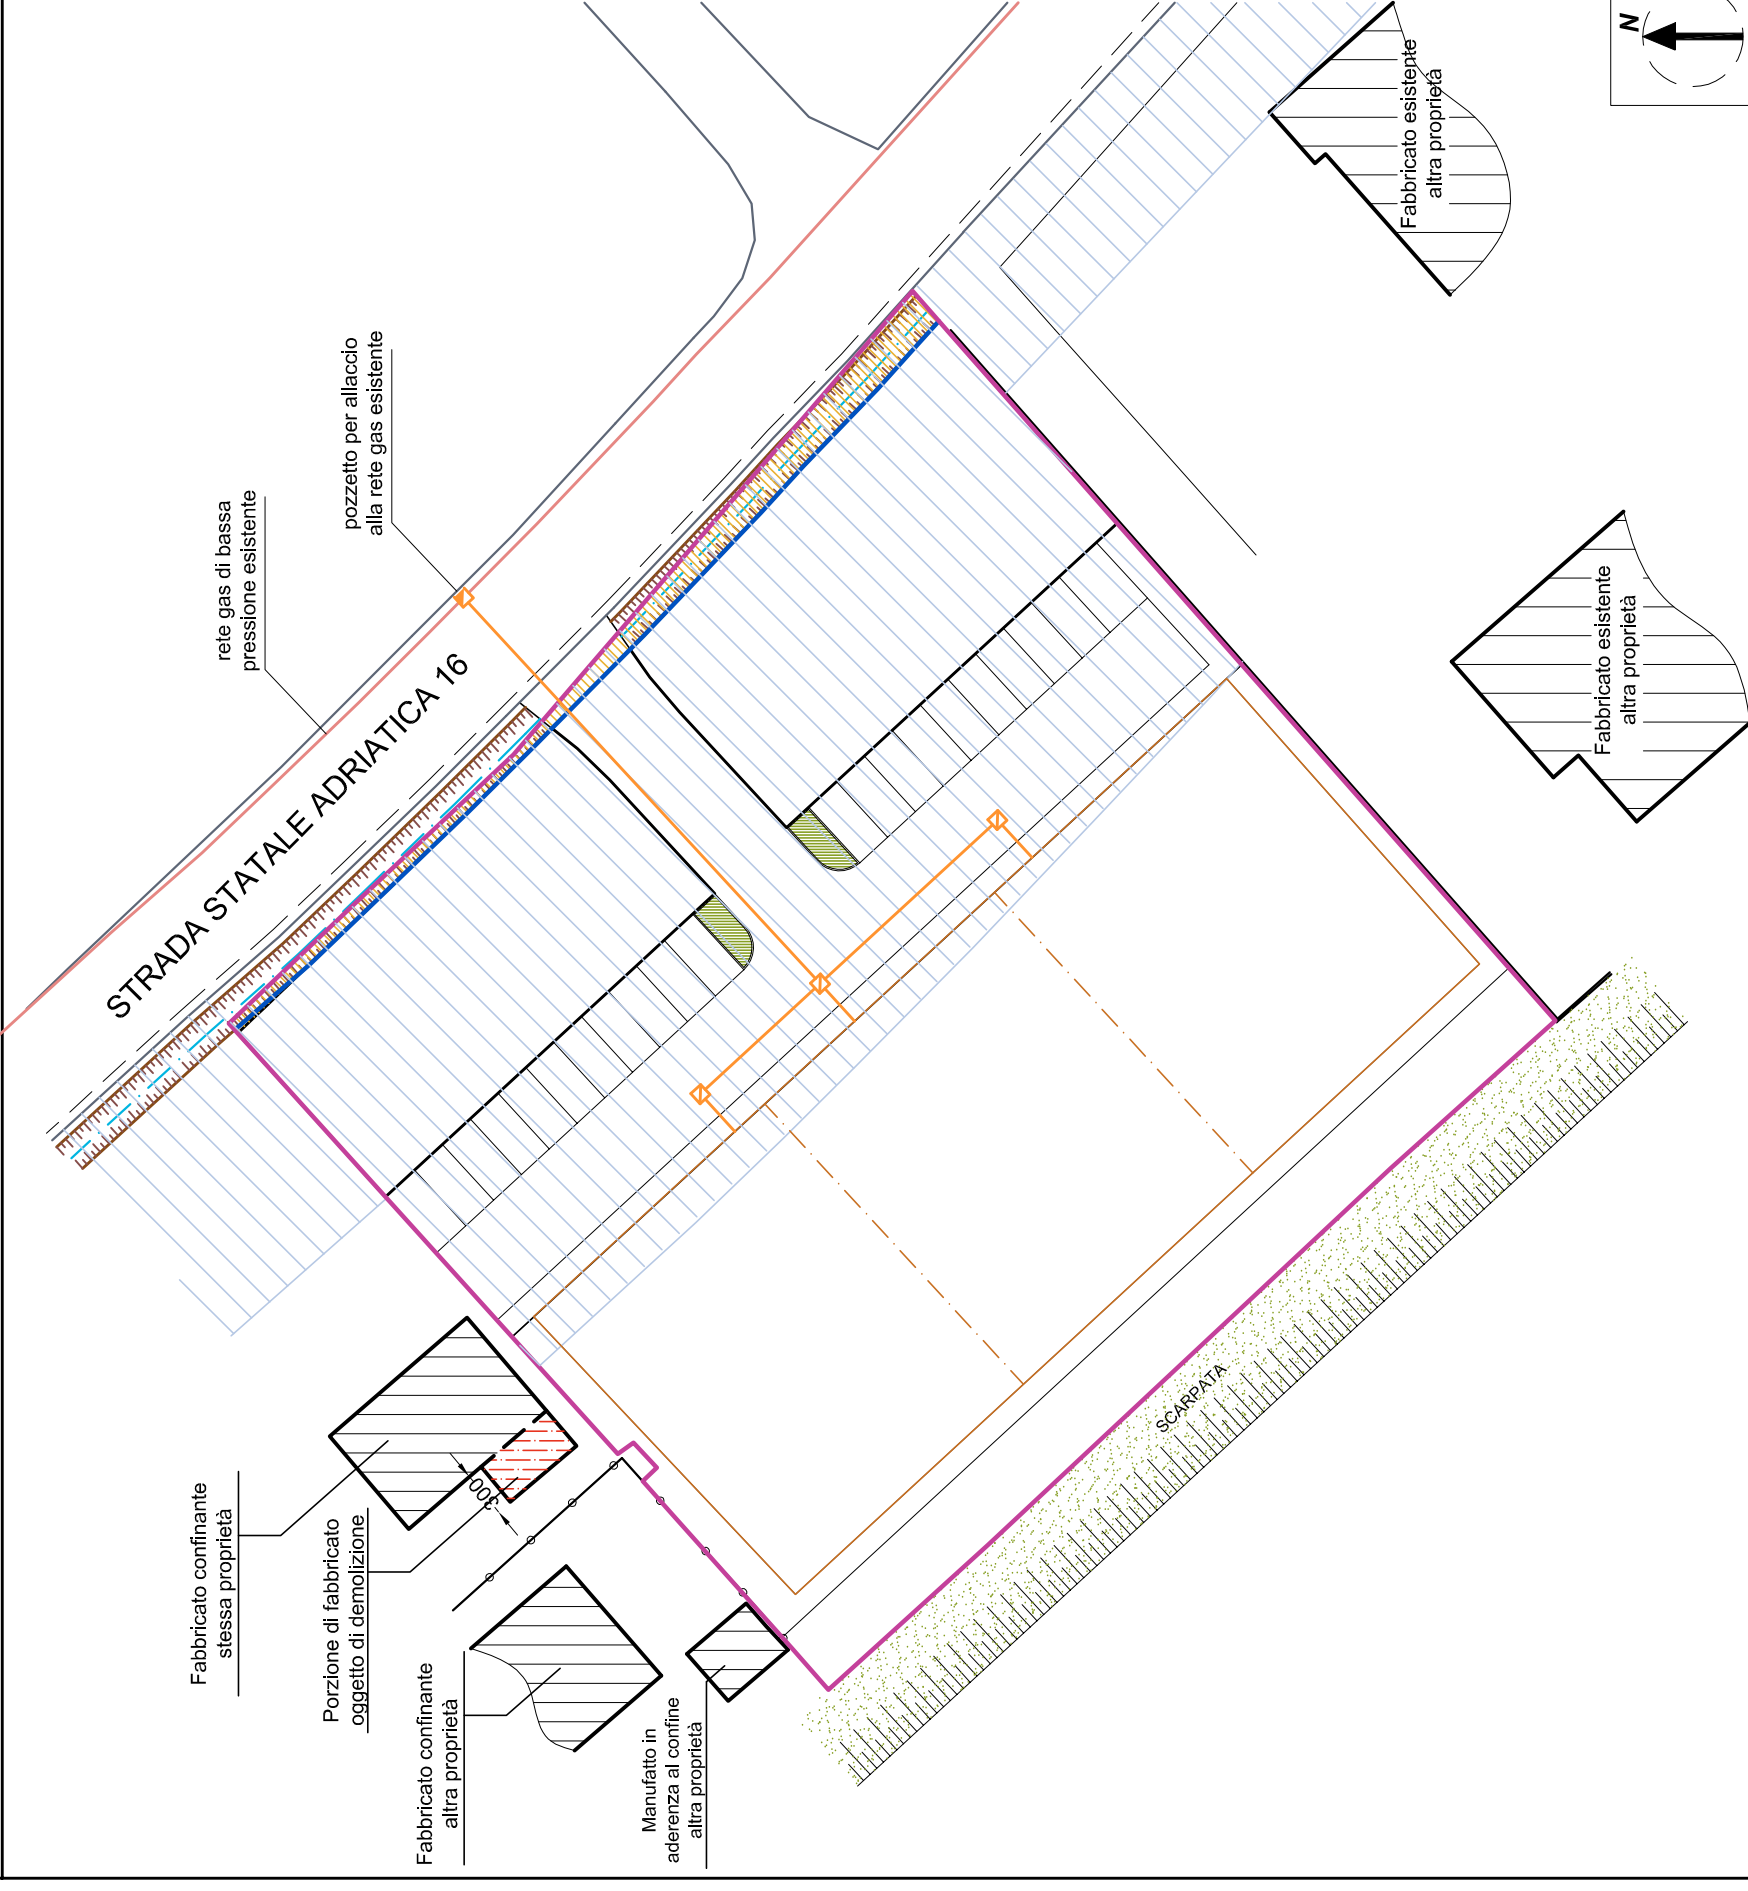 rete gas di bassa
pressione esistente
pozzetto per allaccio
alla rete gas esistente
STRADA STATALE ADRIATICA 16
Fabbricato esistente
altra proprietà
N
Fabbricato esistente
altra proprietà
Fabbricato confinante
stessa proprietà
Porzione di fabbricato
oggetto di demolizione
300
Fabbricato confinante
altra proprietà
Manufatto in
aderenza al confine
altra proprietà
SCARPATA